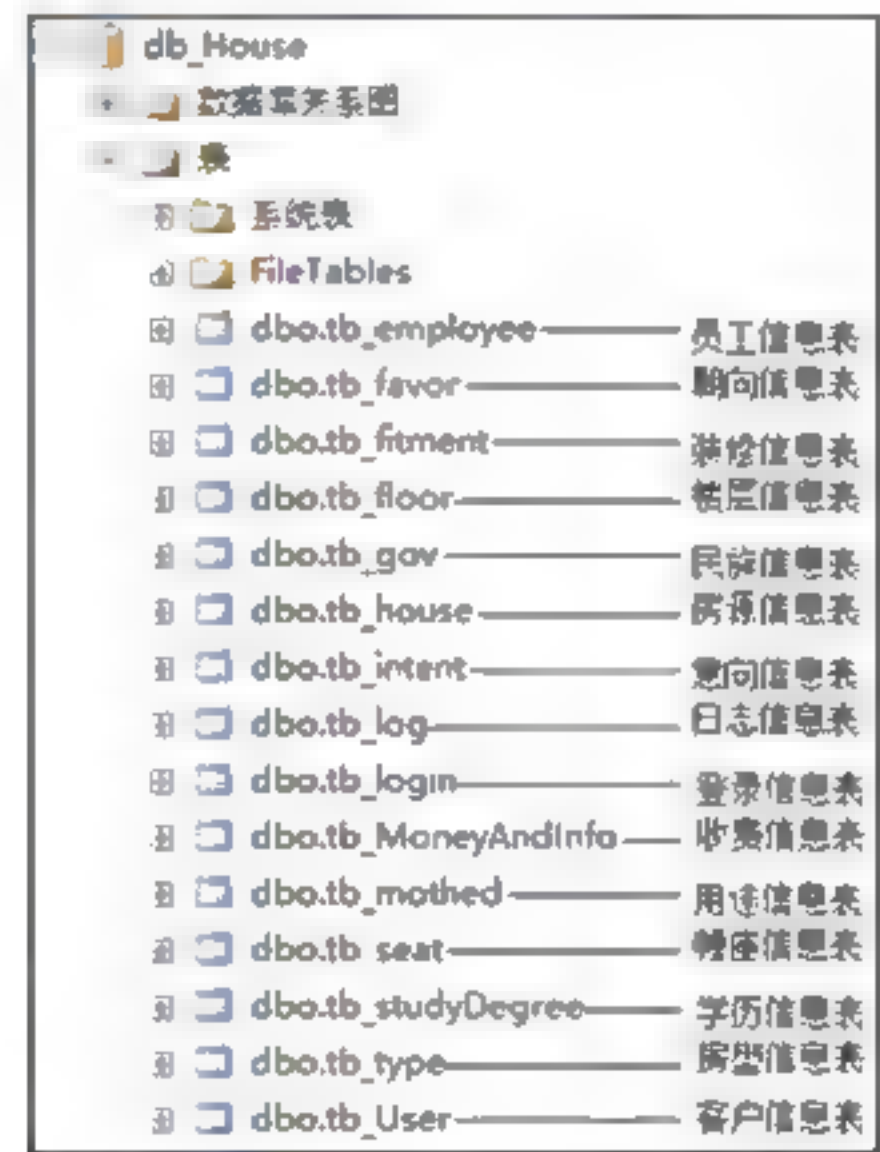 db_House
数据库关系图
表
系统表
FileTables
dbo.tb_employee 员工信息表
dbo.tb_favor 朝向信息表
dbo.tb_fitment 装修信息表
dbo.tb_floor 楼层信息表
dbo.tb_gov 民族信息表
dbo.tb_house 房源信息表
dbo.tb_intent 意向信息表
dbo.tb_log 日志信息表
dbo.tb_login 登录信息表
dbo.tb_MoneyAndInfo 收费信息表
dbo.tb_mothed 用途信息表
dbo.tb_seat 幢座信息表
dbo.tb_studyDegree 学历信息表
dbo.tb_type 房型信息表
dbo.tb_User 客户信息表